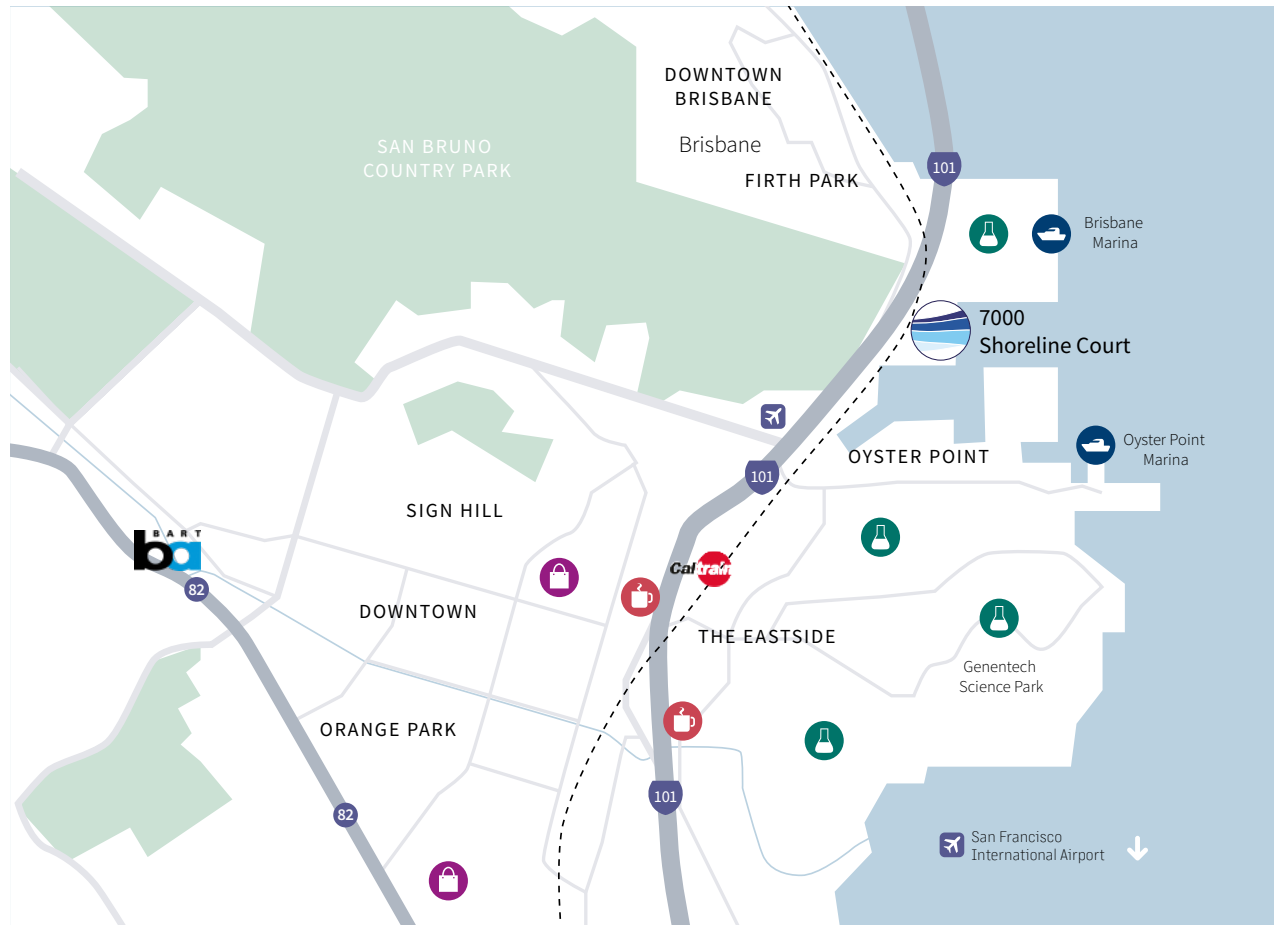 DOWNTOWN
BRISBANE
Brisbane
SAN BRUNO
COUNTRY PARK
FIRTH PARK
101
Brisbane
Marina
7000
Shoreline Court
OYSTER POINT
Oyster Point
Marina
101
SIGN HILL
BART
ba
82
Caltrain
DOWNTOWN
THE EASTSIDE
Genentech
Science Park
ORANGE PARK
101
82
San Francisco
International Airport